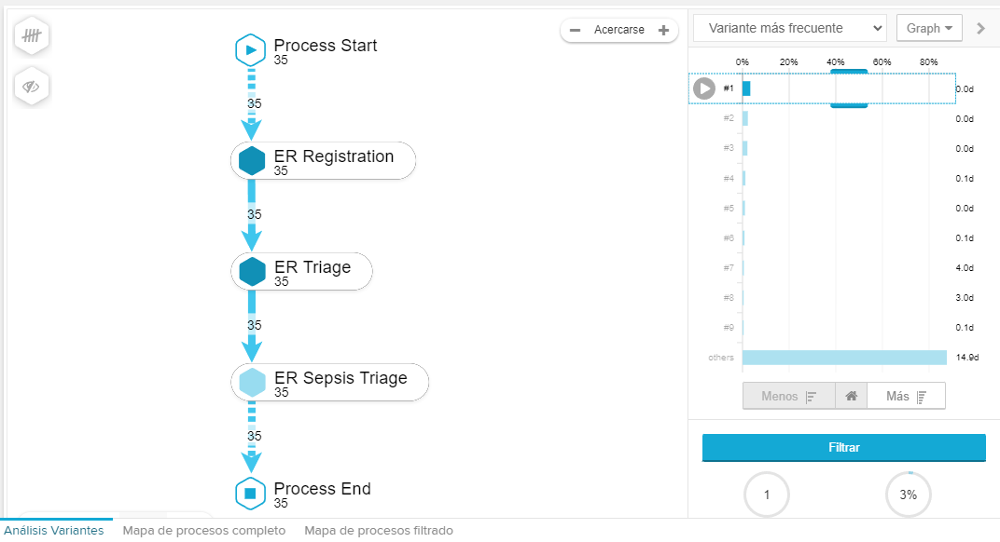 Process Start
35
35
ER Registration
35
35
ER Triage
35
35
ER Sepsis Triage
35
35
Process End
35
Acercarse
Variante más frecuente
Graph
0% 20% 40% 60% 80%
#1 0.0d
#2 0.0d
#3 0.0d
#4 0.1d
#5 0.0d
#6 0.1d
#7 4.0d
#8 3.0d
#9 0.1d
others 14.9d
Menos
Más
Filtrar
1
3%
Análisis Variantes
Mapa de procesos completo
Mapa de procesos filtrado